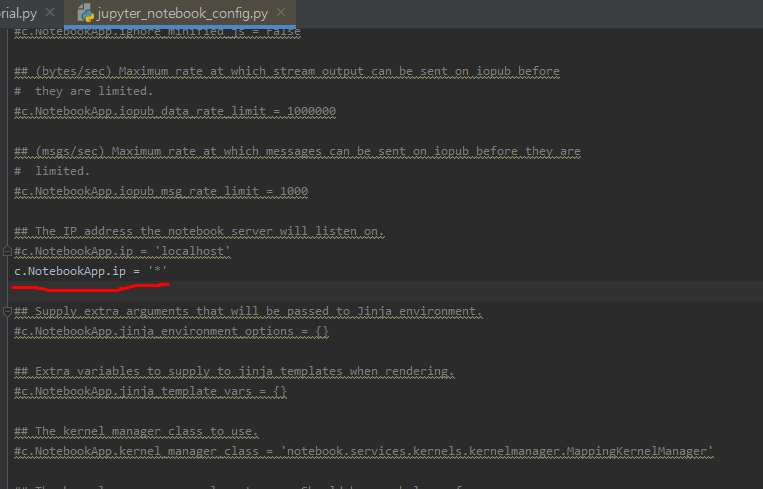 rial.py
jupyter_notebook_config.py
#c.NotebookApp.ignore_minified_js = False
## (bytes/sec) Maximum rate at which stream output can be sent on iopub before
#  they are limited.
#c.NotebookApp.iopub_data_rate_limit = 1000000
## (msgs/sec) Maximum rate at which messages can be sent on iopub before they are
#  limited.
#c.NotebookApp.iopub_msg_rate_limit = 1000
## The IP address the notebook server will listen on.
#c.NotebookApp.ip = 'localhost'
c.NotebookApp.ip = '*'
## Supply extra arguments that will be passed to Jinja environment.
#c.NotebookApp.jinja_environment_options = {}
## Extra variables to supply to jinja templates when rendering.
#c.NotebookApp.jinja_template_vars = {}
## The kernel manager class to use.
#c.NotebookApp.kernel_manager_class = 'notebook.services.kernels.kernelmanager.MappingKernelManager'